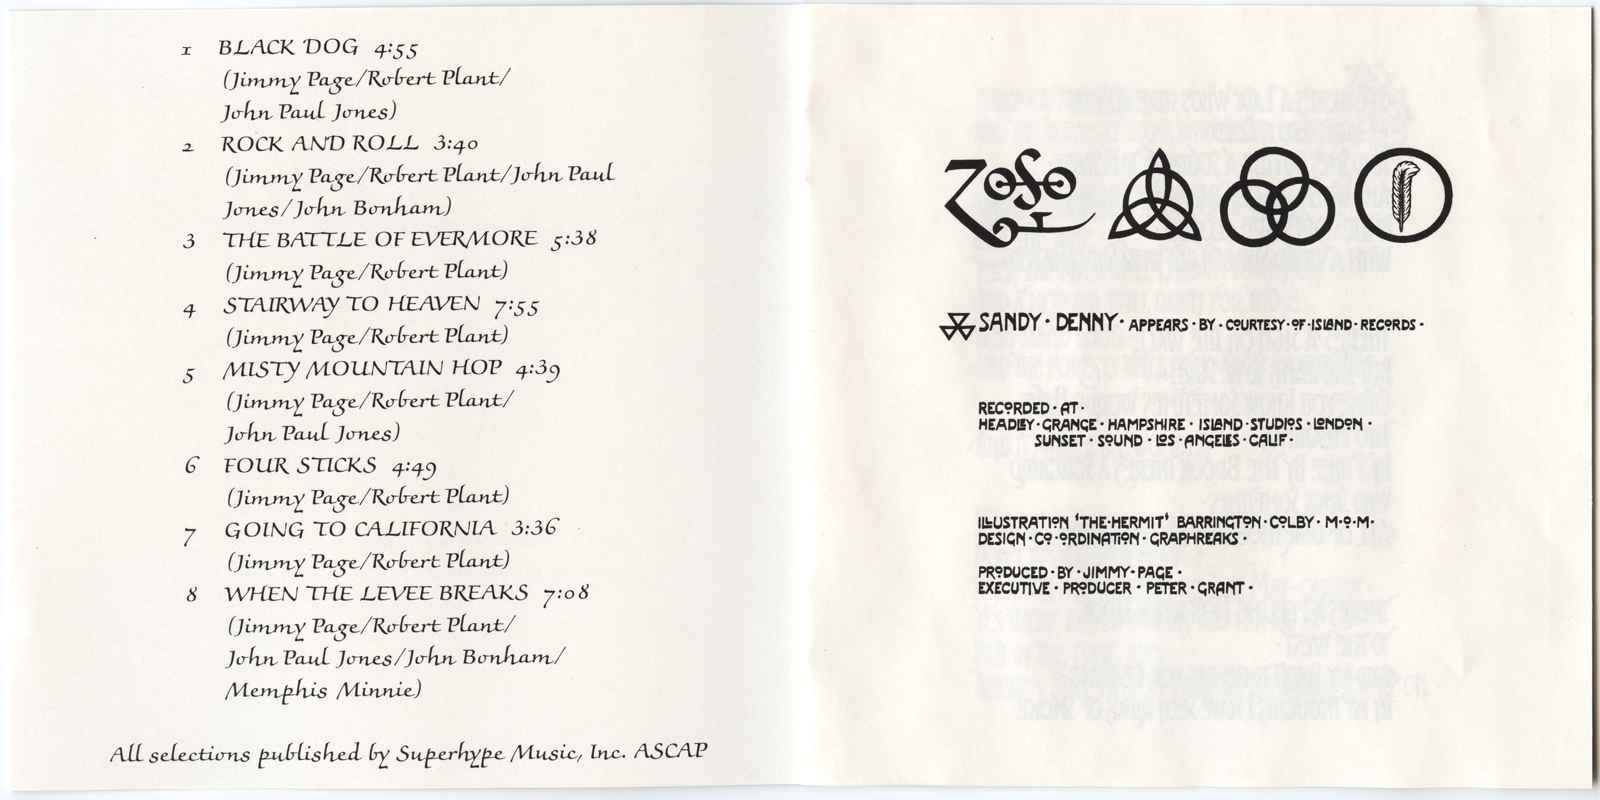 1 BLACK DOG 4:55
(Jimmy Page/Robert Plant/
John Paul Jones)
2 ROCK AND ROLL 3:40
(Jimmy Page/Robert Plant/John Paul
Jones/John Bonham)
3 THE BATTLE OF EVERMORE 5:38
(Jimmy Page/Robert Plant)
4 STAIRWAY TO HEAVEN 7:55
(Jimmy Page/Robert Plant)
5 MISTY MOUNTAIN HOP 4:39
(Jimmy Page/Robert Plant/
John Paul Jones)
6 FOUR STICKS 4:49
(Jimmy Page/Robert Plant)
7 GOING TO CALIFORNIA 3:36
(Jimmy Page/Robert Plant)
8 WHEN THE LEVEE BREAKS 7:08
(Jimmy Page/Robert Plant/
John Paul Jones/John Bonham/
Memphis Minnie)
All selections published by Superhype Music, Inc. ASCAP
ZoSo
SANDY · DENNY · APPEARS · BY · COURTESY · OF · ISLAND · RECORDS ·
RECORDED · AT ·
HEADLEY · GRANGE · HAMPSHIRE · ISLAND · STUDIOS · LONDON ·
SUNSET · SOUND · LOS · ANGELES · CALIF ·
ILLUSTRATION 'THE·HERMIT' BARRINGTON · COLBY · M·O·M·
DESIGN · CO·ORDINATION · GRAPHREAKS ·
PRODUCED · BY · JIMMY · PAGE ·
EXECUTIVE · PRODUCER · PETER · GRANT ·